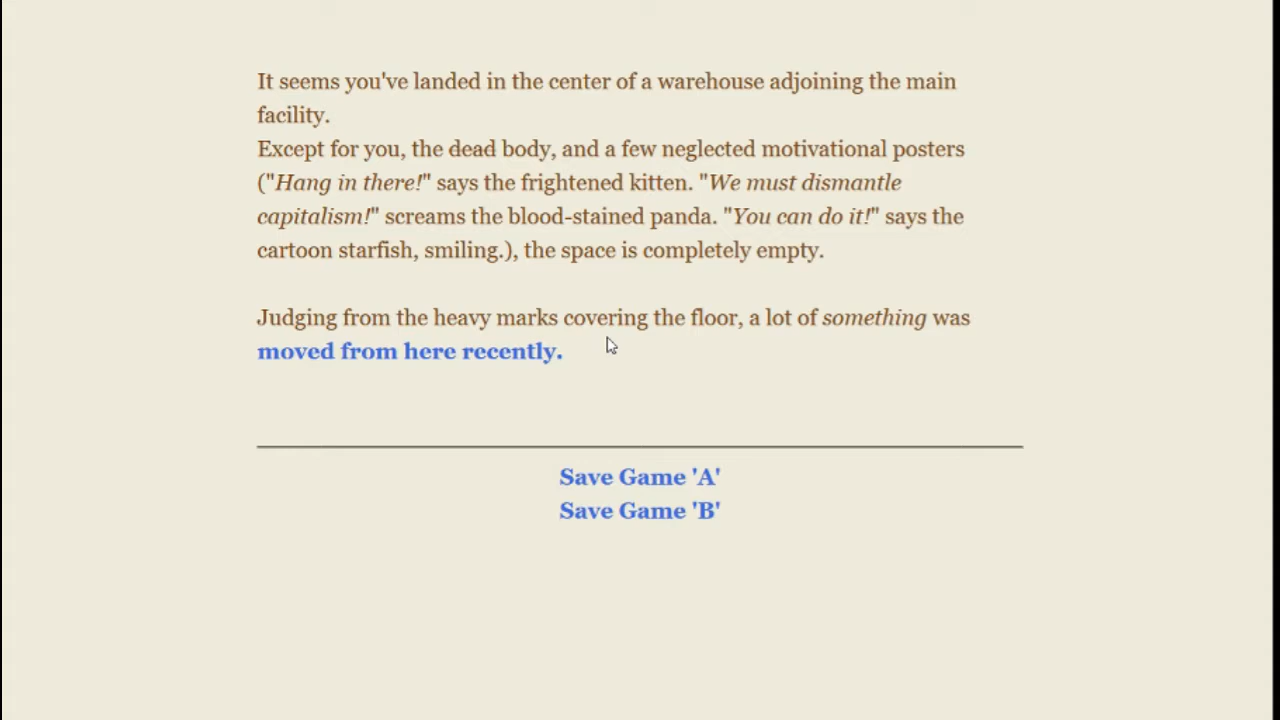 It seems you've landed in the center of a warehouse adjoining the main
facility.
Except for you, the dead body, and a few neglected motivational posters
("Hang in there!" says the frightened kitten. "We must dismantle
capitalism!" screams the blood-stained panda. "You can do it!" says the
cartoon starfish, smiling.), the space is completely empty.
Judging from the heavy marks covering the floor, a lot of something was
moved from here recently.
Save Game 'A'
Save Game 'B'